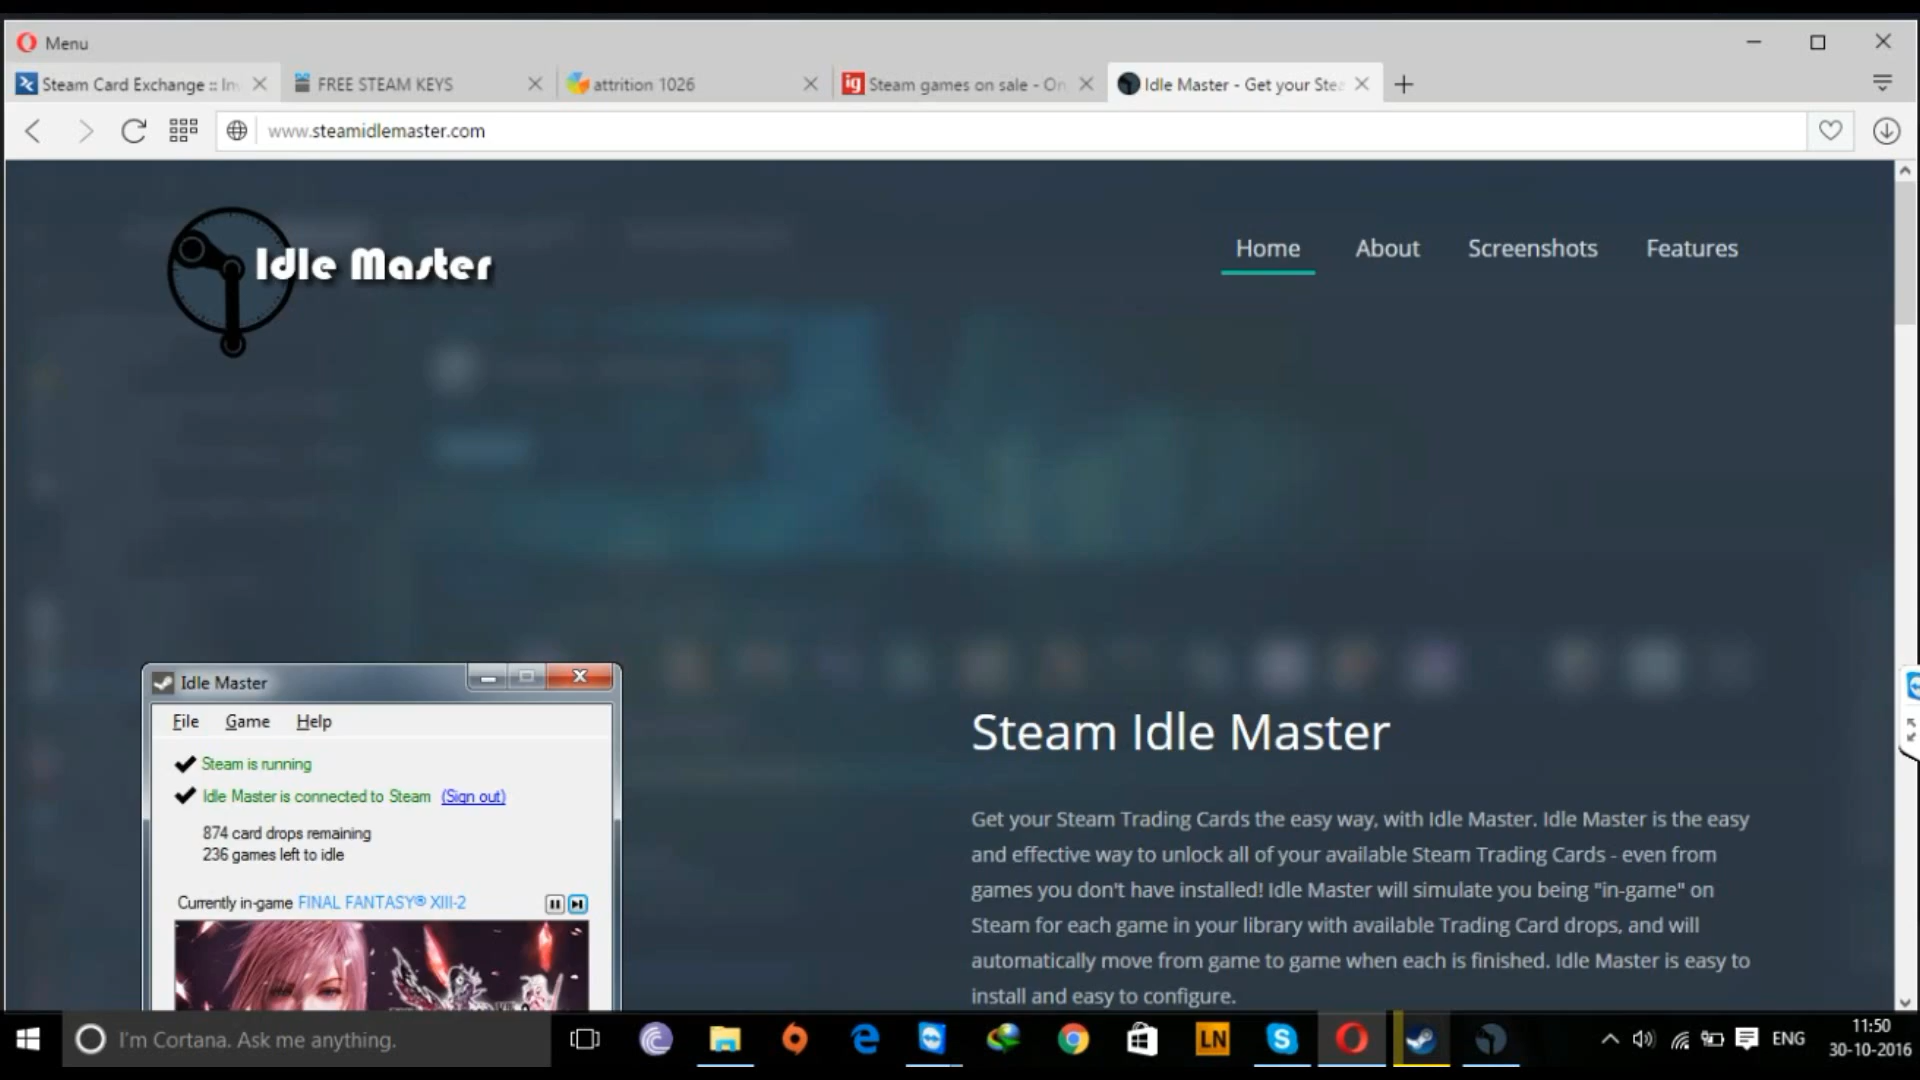 Menu
Steam Card Exchange :: Inv
FREE STEAM KEYS
attrition 1026
Steam games on sale - On
Idle Master - Get your Stea
www.steamidlemaster.com
Idle Master
Home
About
Screenshots
Features
Idle Master
File Game Help
Steam is running
Idle Master is connected to Steam (Sign out)
874 card drops remaining
236 games left to idle
Currently in-game FINAL FANTASY® XIII-2
Steam Idle Master
Get your Steam Trading Cards the easy way, with Idle Master. Idle Master is the easy
and effective way to unlock all of your available Steam Trading Cards - even from
games you don't have installed! Idle Master will simulate you being "in-game" on
Steam for each game in your library with available Trading Card drops, and will
automatically move from game to game when each is finished. Idle Master is easy to
install and easy to configure.
I'm Cortana. Ask me anything.
LN
ENG
11:50
30-10-2016